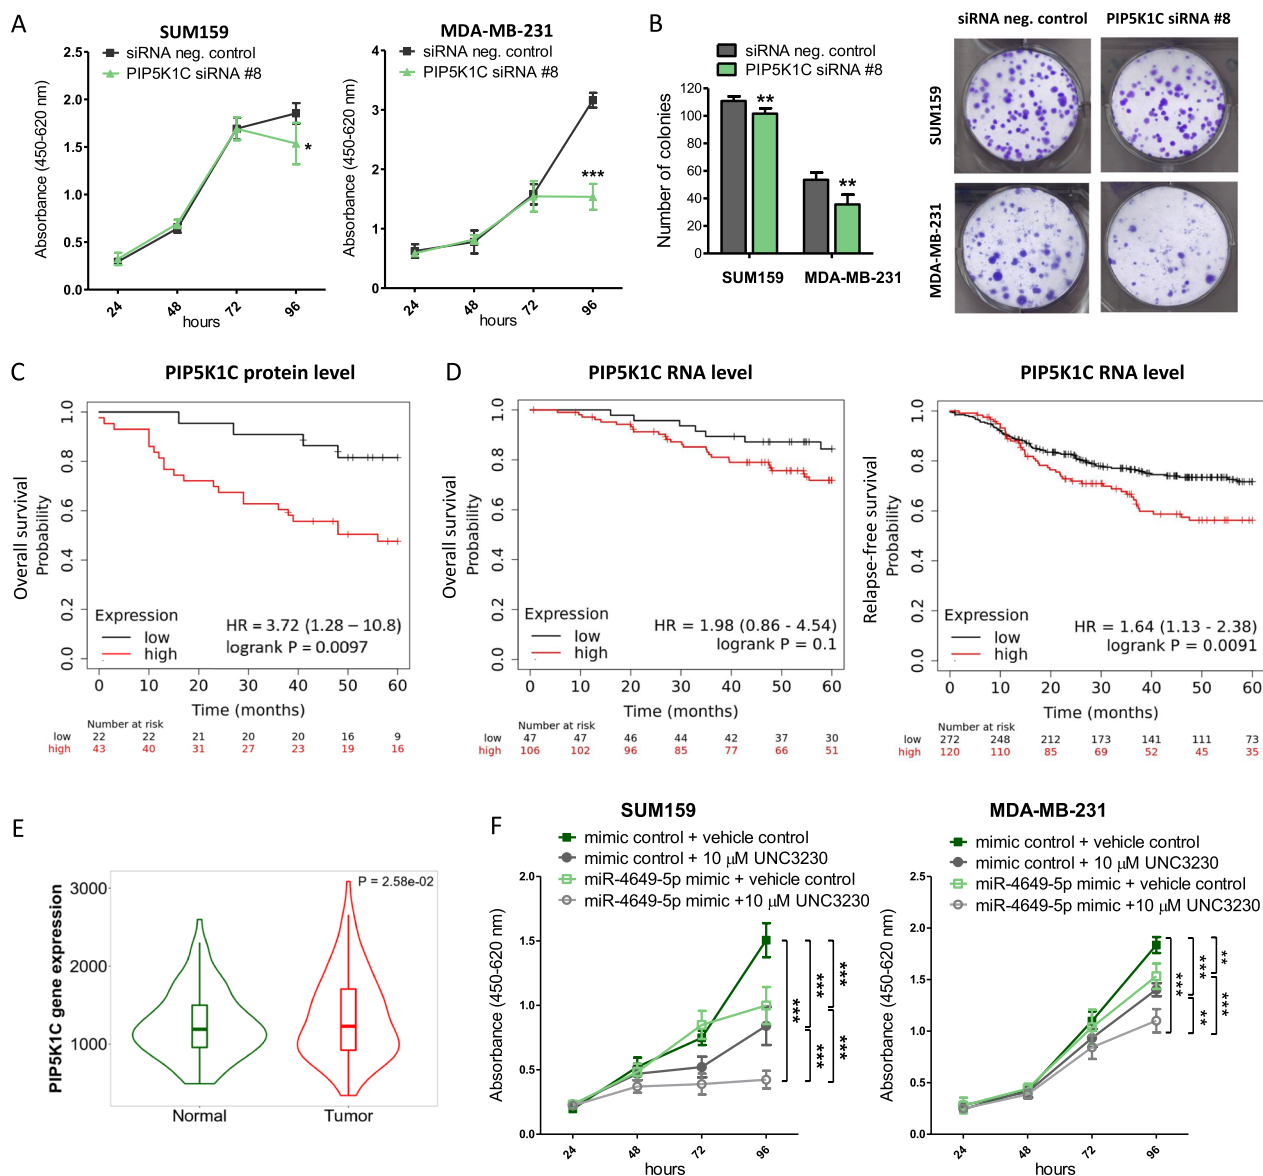 A
SUM159
siRNA neg. control
PIP5K1C siRNA #8
Absorbance (450-620 nm)
2.5
2.0
1.5
1.0
0.5
0.0
*
24
48
72
96
hours
MDA-MB-231
siRNA neg. control
PIP5K1C siRNA #8
Absorbance (450-620 nm)
4
3
2
1
0
***
24
48
72
96
hours
B
siRNA neg. control
PIP5K1C siRNA #8
Number of colonies
120
100
80
60
40
20
0
**
**
SUM159
MDA-MB-231
siRNA neg. control
PIP5K1C siRNA #8
SUM159
MDA-MB-231
C
PIP5K1C protein level
Overall survival
Probability
1.0
0.8
0.6
0.4
0.2
0.0
Expression
low
high
HR = 3.72 (1.28 – 10.8)
logrank P = 0.0097
0 10 20 30 40 50 60
Time (months)
Number at risk
low 22 22 21 20 20 16 9
high 43 40 31 27 23 19 16
D
PIP5K1C RNA level
Overall survival
Probability
1.0
0.8
0.6
0.4
0.2
0.0
Expression
low
high
HR = 1.98 (0.86 - 4.54)
logrank P = 0.1
0 10 20 30 40 50 60
Time (months)
Number at risk
low 47 47 46 44 42 37 30
high 106 102 96 85 77 66 51
PIP5K1C RNA level
Relapse-free survival
Probability
1.0
0.8
0.6
0.4
0.2
0.0
Expression
low
high
HR = 1.64 (1.13 - 2.38)
logrank P = 0.0091
0 10 20 30 40 50 60
Time (months)
Number at risk
low 272 248 212 173 141 111 73
high 120 110 85 69 52 45 35
E
PIP5K1C gene expression
3000
2000
1000
P = 2.58e-02
Normal
Tumor
F
SUM159
mimic control + vehicle control
mimic control + 10 μM UNC3230
miR-4649-5p mimic + vehicle control
miR-4649-5p mimic +10 μM UNC3230
Absorbance (450-620 nm)
2.0
1.5
1.0
0.5
0.0
***
***
***
***
***
24
48
72
96
hours
MDA-MB-231
mimic control + vehicle control
mimic control + 10 μM UNC3230
miR-4649-5p mimic + vehicle control
miR-4649-5p mimic +10 μM UNC3230
Absorbance (450-620 nm)
2.5
2.0
1.5
1.0
0.5
0.0
***
***
**
**
***
24
48
72
96
hours